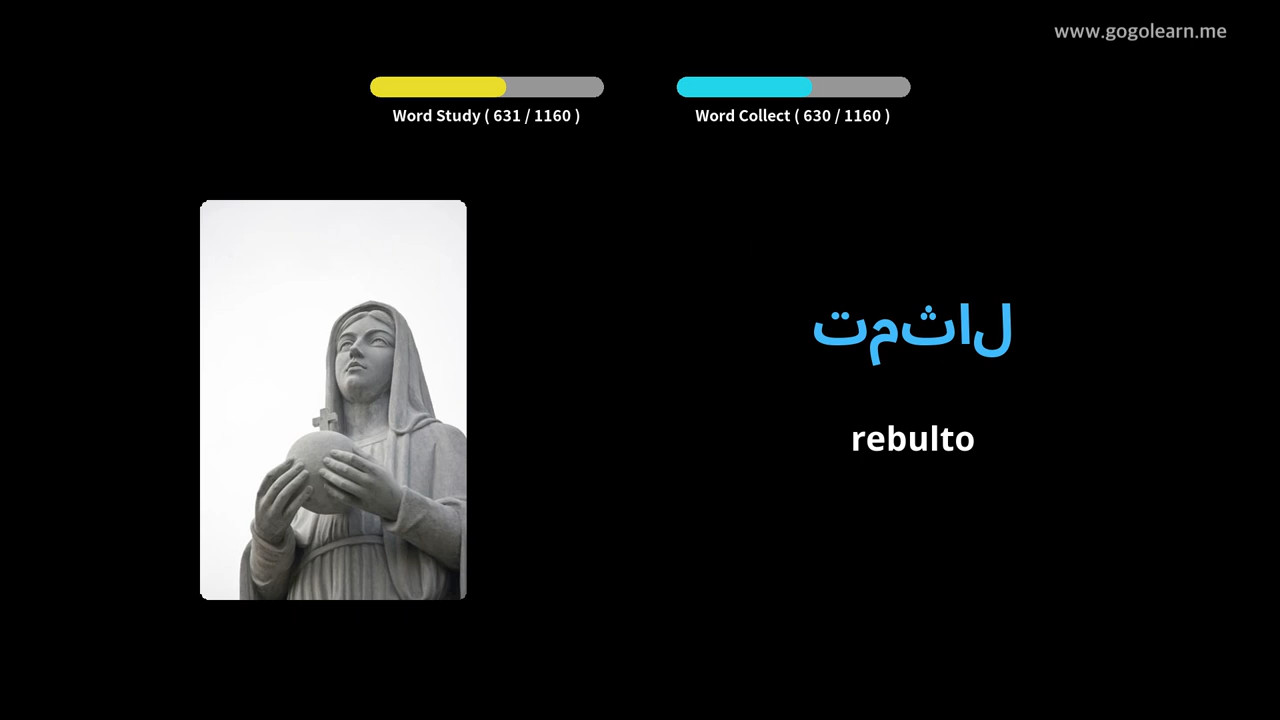 www.gogolearn.me
Word Study ( 631 / 1160 )
Word Collect ( 630 / 1160 )
تمثال
rebulto